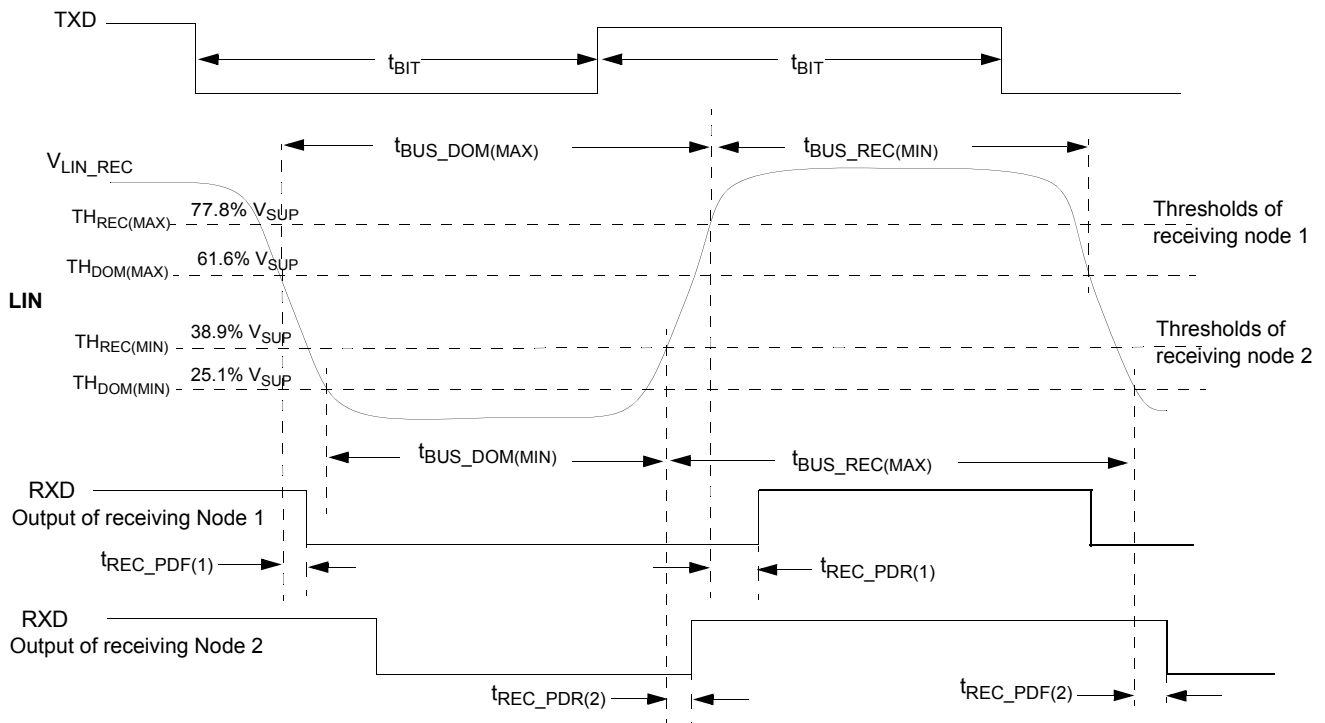 TXD
tBIT
tBIT
tBUS_DOM(MAX)
tBUS_REC(MIN)
VLIN_REC
THREC(MAX)
77.8% VSUP
Thresholds of
receiving node 1
THDOM(MAX)
61.6% VSUP
LIN
THREC(MIN)
38.9% VSUP
Thresholds of
receiving node 2
THDOM(MIN)
25.1% VSUP
tBUS_DOM(MIN)
tBUS_REC(MAX)
RXD
Output of receiving Node 1
tREC_PDF(1)
tREC_PDR(1)
RXD
Output of receiving Node 2
tREC_PDR(2)
tREC_PDF(2)